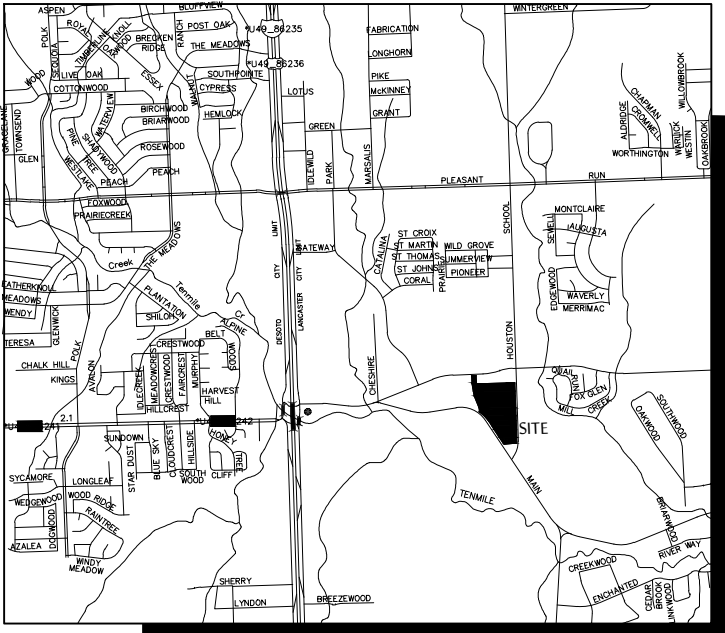 ASPEN
BLUFFVIEW
WINTERGREEN
POLK
SEQUOIA
ROYAL
TIMBERLINE
OAK
KNOLLWOOD
BRECKEN
RIDGE
RANCH
POST OAK
*U49_86235
FABRICATION
THE MEADOWS
LONGHORN
*U49_86236
WOOD
LIVE OAK
ESSEX
SOUTHPOINTE
PIKE
COTTONWOOD
WALNUT
CYPRESS
LOTUS
McKINNEY
GRACELANE
TOWNSEND
WATERVIEW
BIRCHWOOD
BRIARWOOD
HEMLOCK
GRANT
GREEN
ALDRIDGE
CHAPMAN
CROMWELL
WILLOWBROOK
PINE
TREE
SHADYWOOD
ROSEWOOD
GLEN
WESTLAKE
PEACH
PEACH
IDLEWILD
PARK
MARSALIS
WORTHINGTON
WARWICK
WESTIN
OAKBROOK
PLEASANT
RUN
FOXWOOD
PRAIRIECREEK
THE MEADOWS
Creek
LIMIT
CITY
DESOTO
LIMIT
CITY
LANCASTER
GATEWAY
CATALINA
ST CROIX
ST MARTIN
ST THOMAS
ST JOHNS
CORAL
PRAIRIE
WILD GROVE
SUMMERVIEW
PIONEER
SCHOOL
HOUSTON
MONTCLAIRE
SEWELL
AUGUSTA
EDGEWOOD
WAVERLY
MERRIMAC
LEATHERKNOLL
MEADOWS
WENDY
TERESA
GLENWICK
POLK
PLANTATION
SHILOH
Tenmile
Cr
ALPINE
BELT
WOODS
CHALK HILL
KINGS
AVALON
IDLECREEK
MEADOWCREST
CRESTWOOD
CRESTWOOD
FAIRCREST
MURPHY
HARVEST
HILL
HILLCREST
CHESHIRE
QUAIL
RUN
FOX GLEN
MILL
CREEK
OAKWOOD
SOUTHWOOD
2.1
242
SITE
SUNDOWN
STAR DUST
BLUE SKY
CLOUDCREST
HILLSIDE
HONEY
TREE
CLIFF
SOUTH
WOOD
SYCAMORE
LONGLEAF
WEDGEWOOD
WOOD RIDGE
RAINTREE
DOGWOOD
AZALEA
WINDY
MEADOW
TENMILE
MAIN
BRIARWOOD
RIVER WAY
CREEKWOOD
ENCHANTED
CEDAR
BROOK
LINKWOOD
SHERRY
LYNDON
BREEZEWOOD